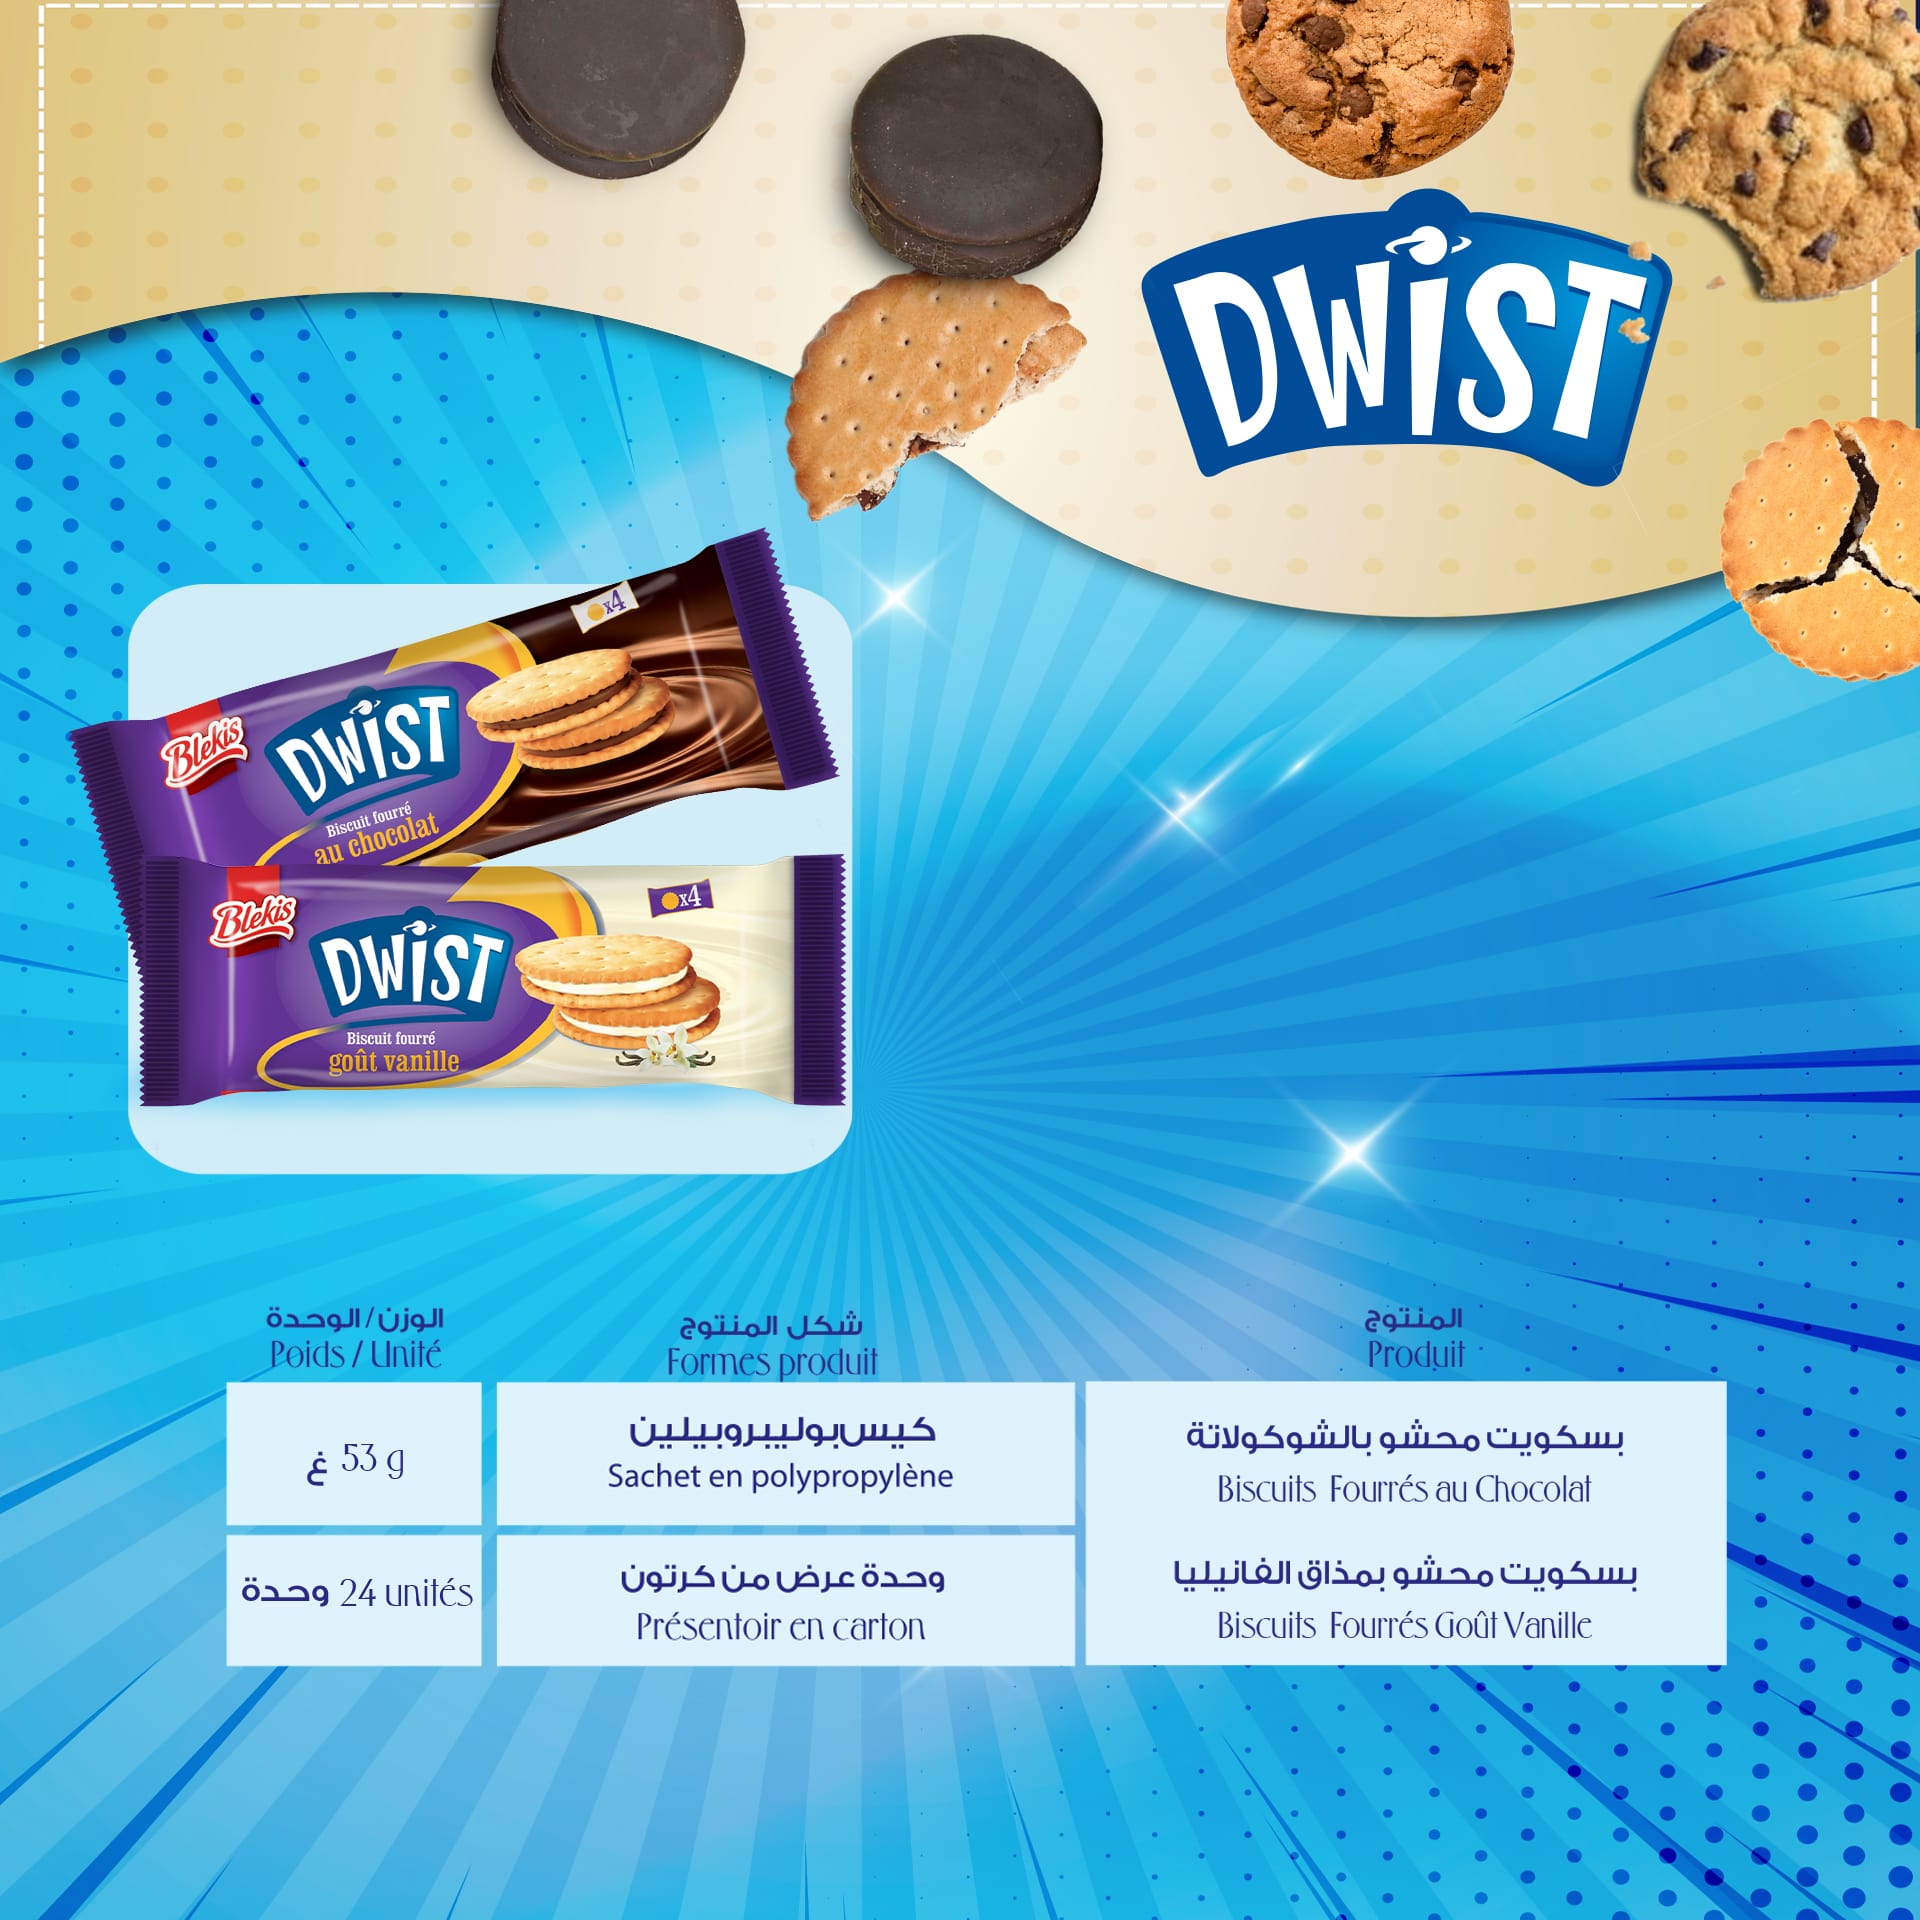 DWiST
x4
Blekis
DWiST
Biscuit fourré
au chocolat
x4
Blekis
DWiST
Biscuit fourré
goût vanille
المنتوج
Produit
شكل المنتوج
Formes produit
الوزن/الوحدة
Poids / Unité
بسكويت محشو بالشوكولاتة
Biscuits Fourrés au Chocolat
بسكويت محشو بمذاق الفانيليا
Biscuits Fourrés Goût Vanille
كيس بوليبروبيلين
Sachet en polypropylène
53 g غ
وحدة عرض من كرتون
Présentoir en carton
24 unités وحدة